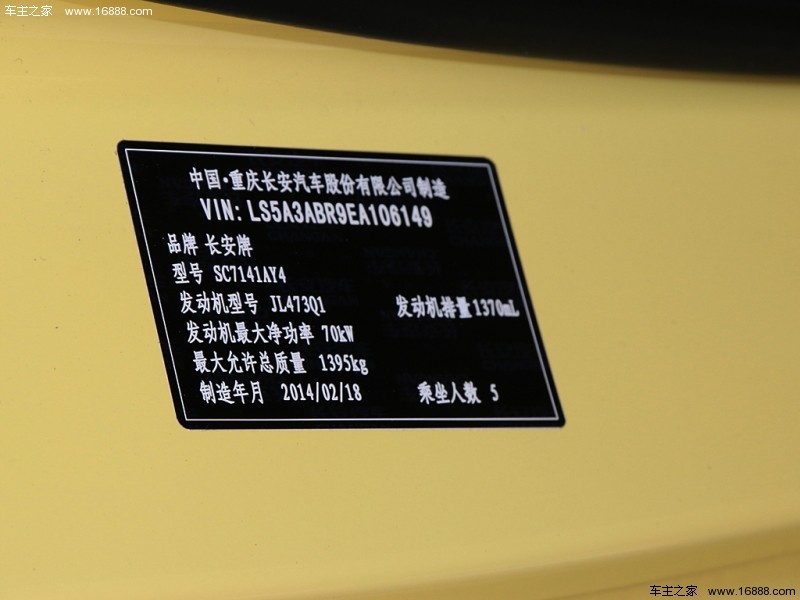 车主之家 www.16888.com
中国·重庆长安汽车股份有限公司制造
VIN: LS5A3ABR9EA106149
品牌 长安牌
型号 SC7141AY4
发动机型号 JL473Q1 发动机排量 1370mL
发动机最大净功率 70kW
最大允许总质量 1395kg
制造年月 2014/02/18 乘坐人数 5
车主之家 www.16888.com